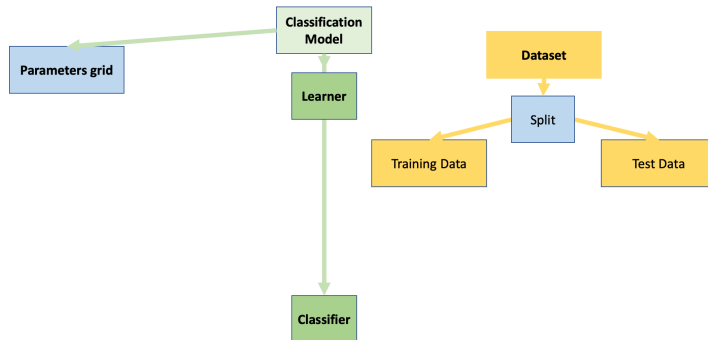 Classification
Model
Parameters grid
Learner
Dataset
Split
Training Data
Test Data
Classifier